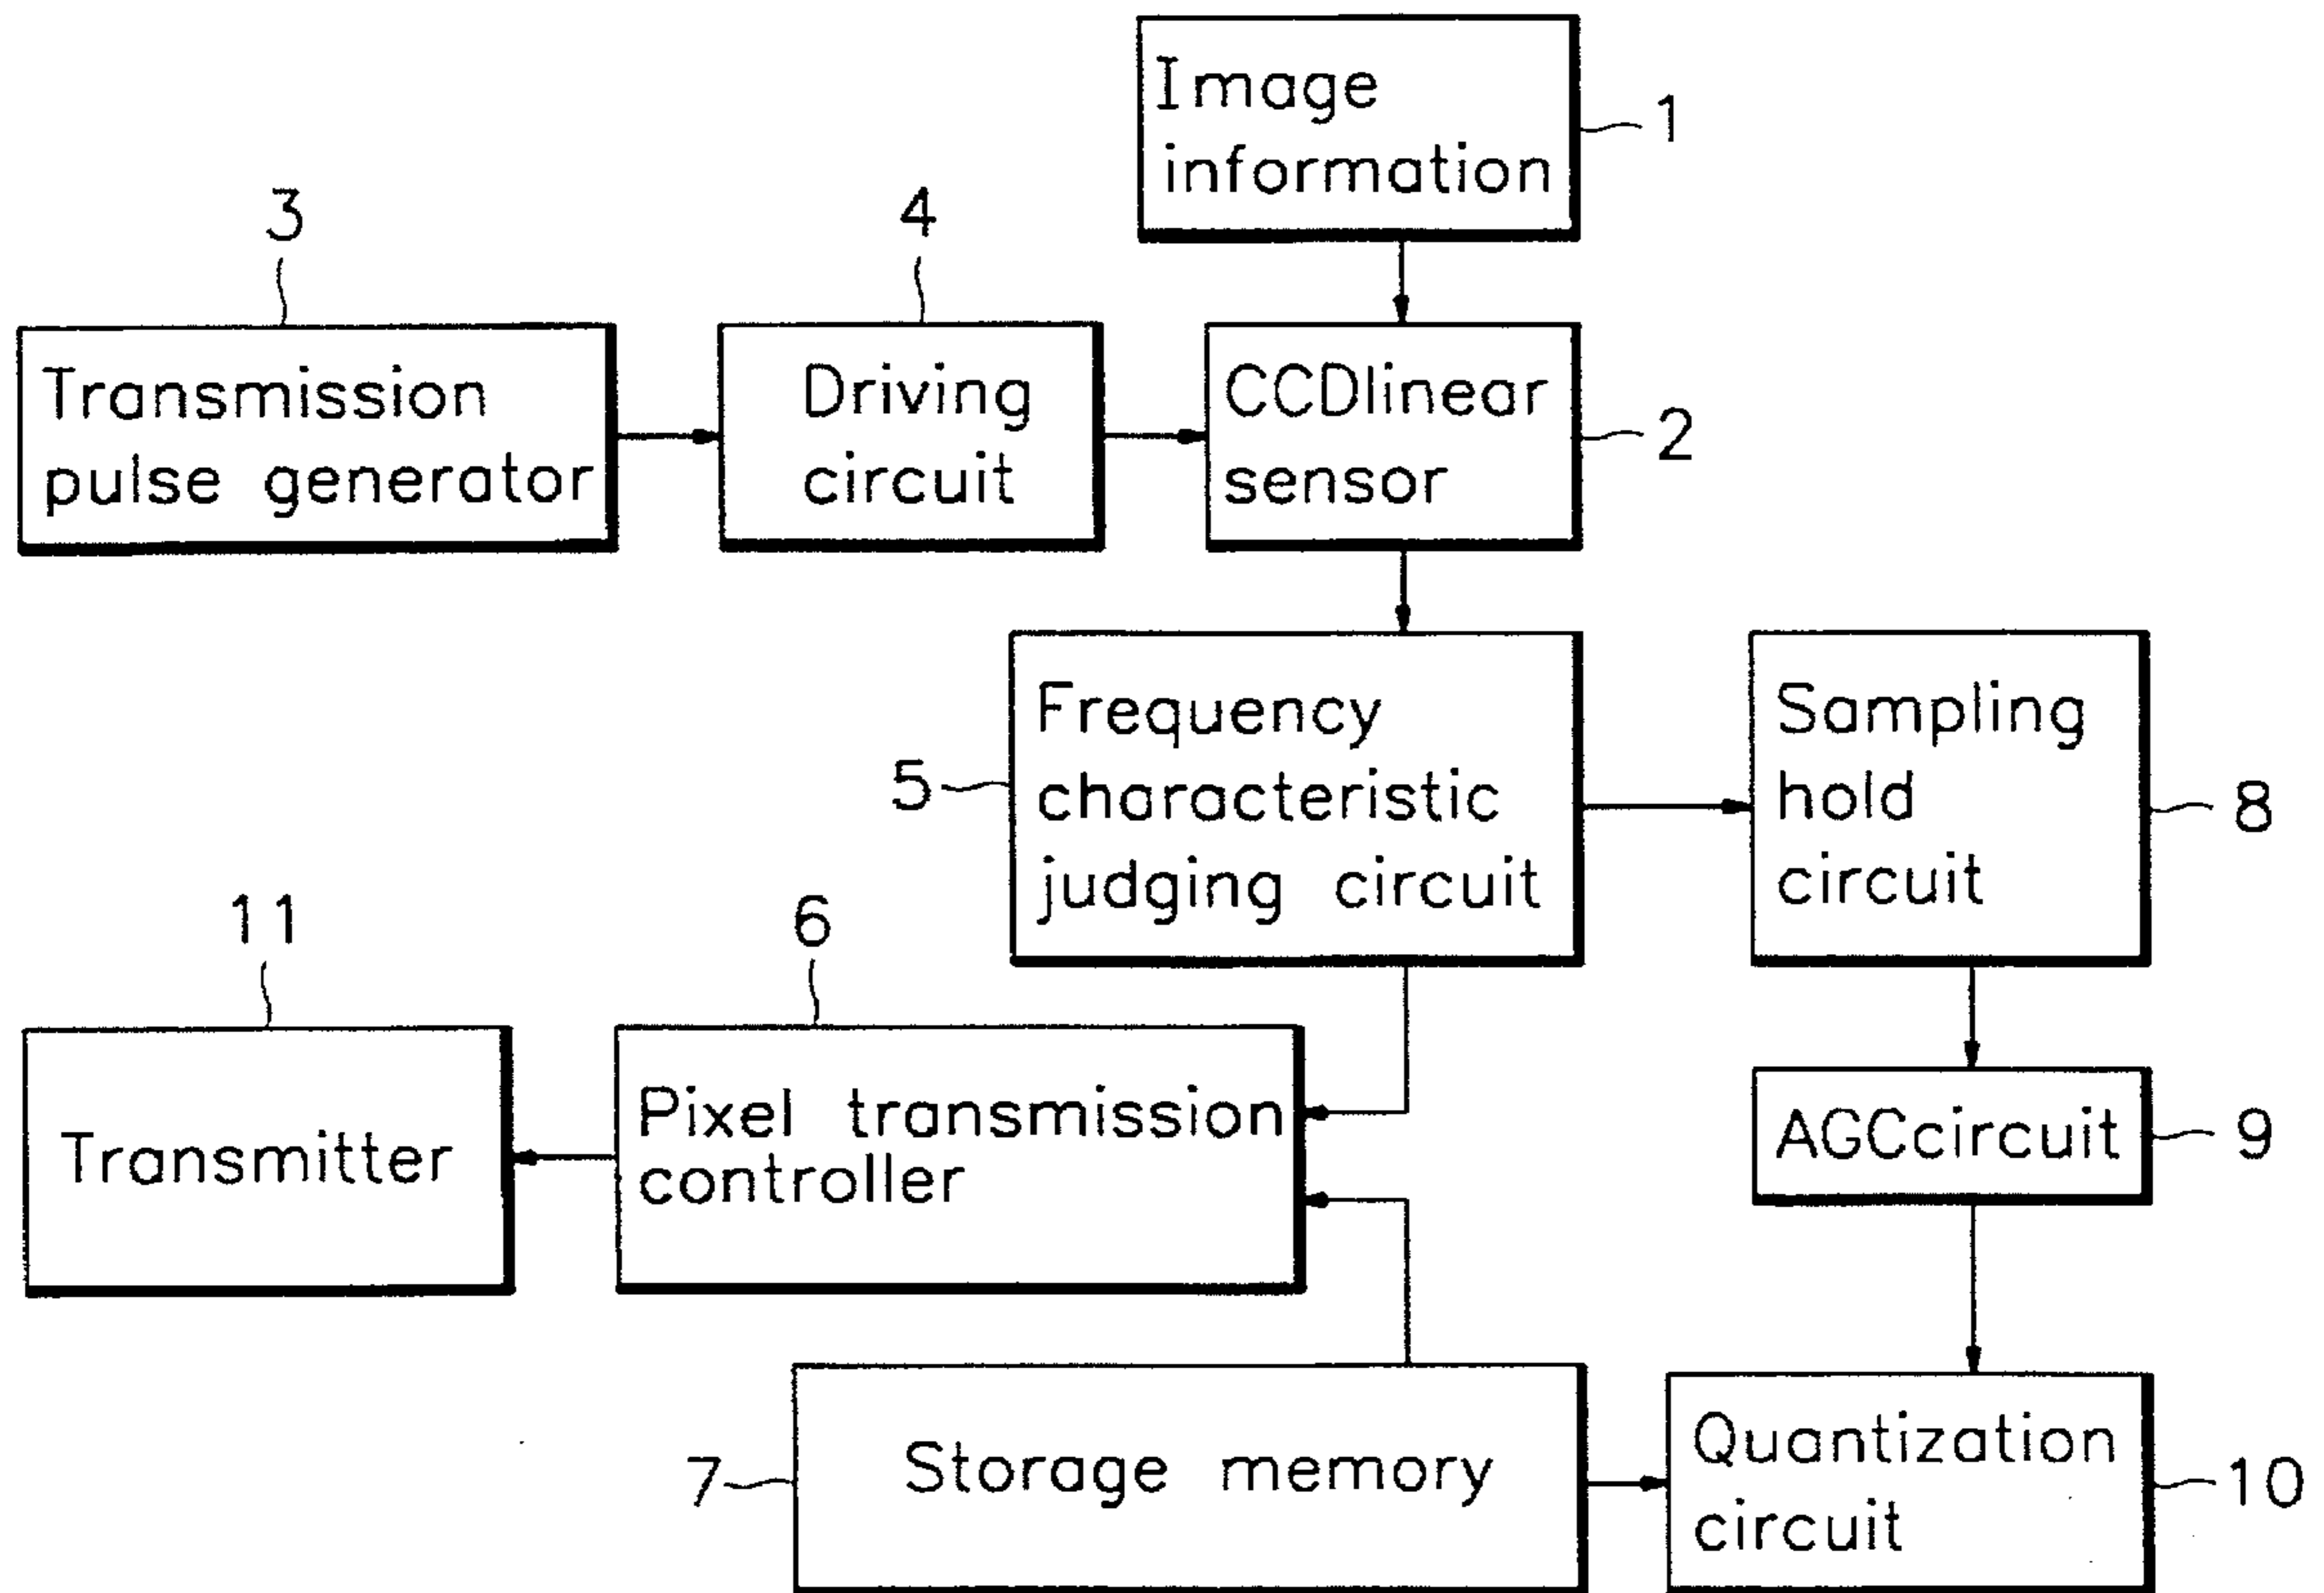 Image
information
1
3
4
Transmission
pulse generator
Driving
circuit
CCDlinear
sensor
2
Frequency
characteristic
judging circuit
5
Sampling
hold
circuit
8
11
6
Transmitter
Pixel transmission
controller
AGCcircuit
9
7
Storage memory
Quantization
circuit
10